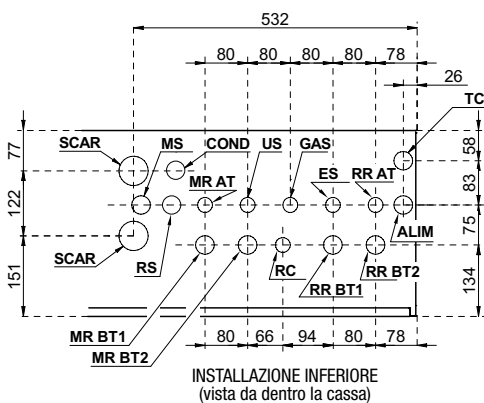 532
80 80 80 80 78
26
TC
SCAR MS COND US GAS
MR AT ES RR AT
77
58
83
122
75
151
134
SCAR RS RC ALIM
RR BT1 RR BT2
MR BT1
MR BT2
80 66 94 80 78
INSTALLAZIONE INFERIORE
(vista da dentro la cassa)